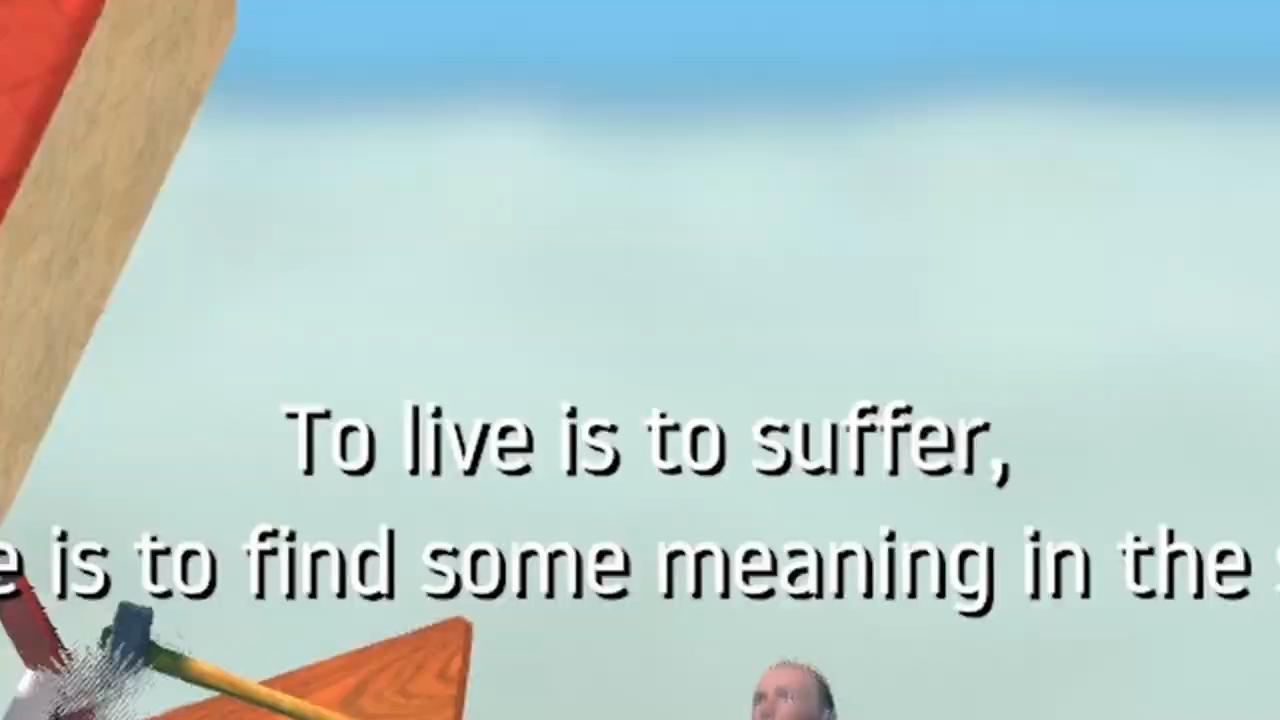 To live is to suffer,
e is to find some meaning in the s